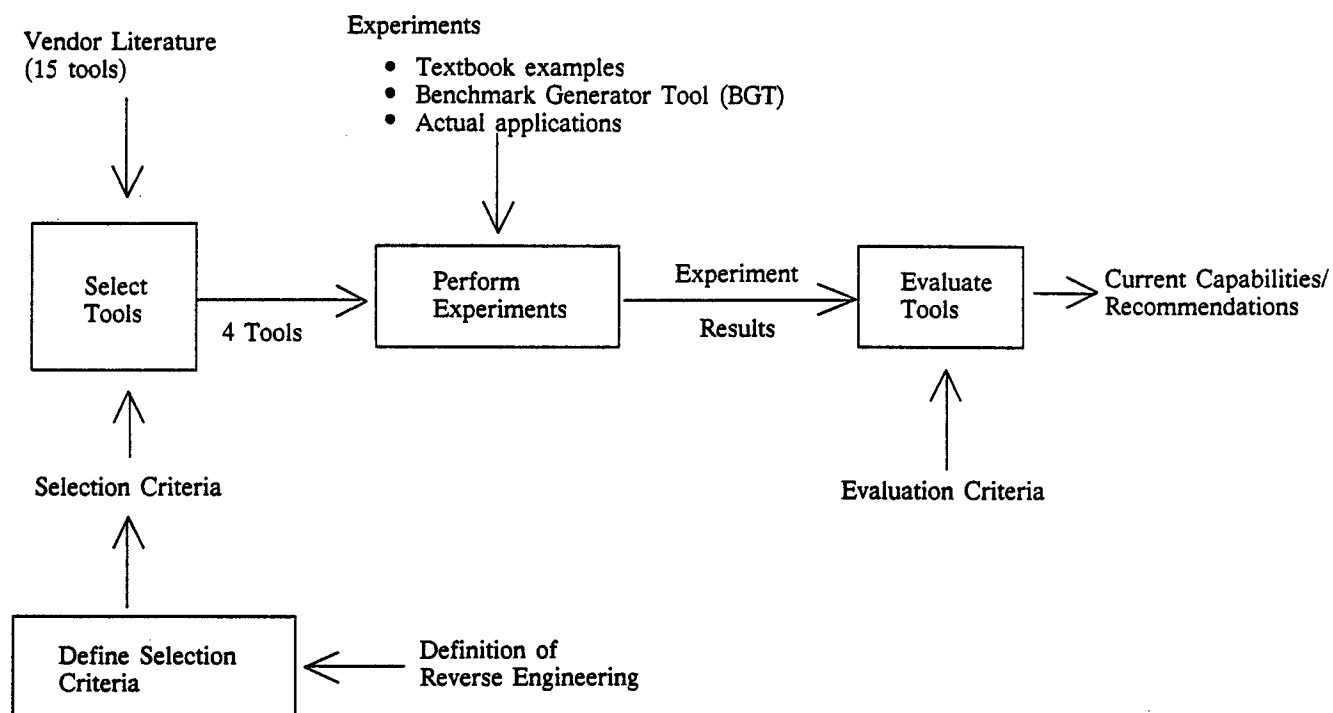 Vendor Literature
(15 tools)
Experiments
• Textbook examples
• Benchmark Generator Tool (BGT)
• Actual applications
Select
Tools
4 Tools
Perform
Experiments
Experiment
Results
Evaluate
Tools
Current Capabilities/
Recommendations
Selection Criteria
Evaluation Criteria
Define Selection
Criteria
Definition of
Reverse Engineering